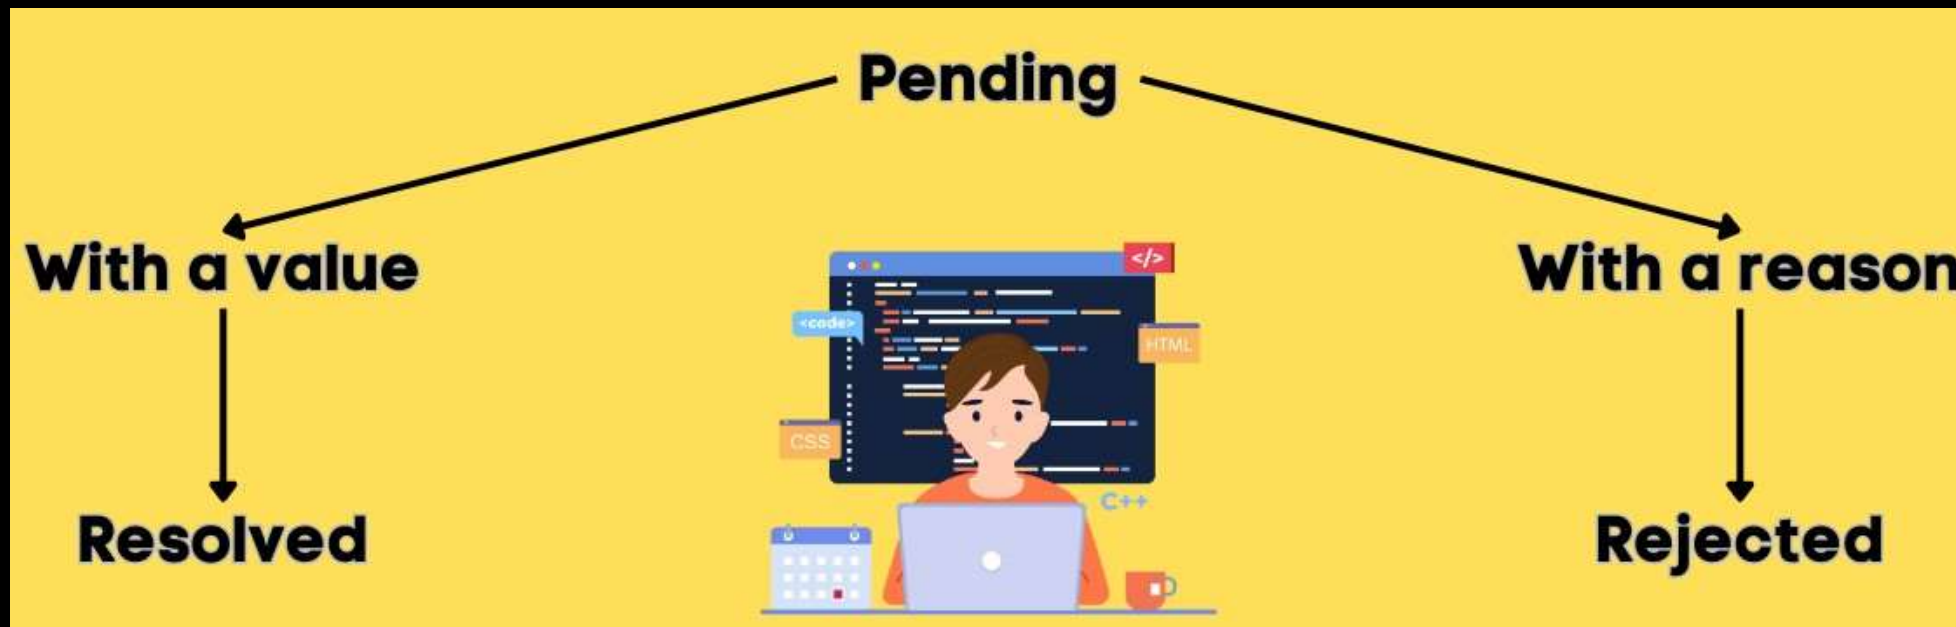 Pending
With a value
With a reason
</>
<code>
HTML
CSS
C++
Resolved
Rejected